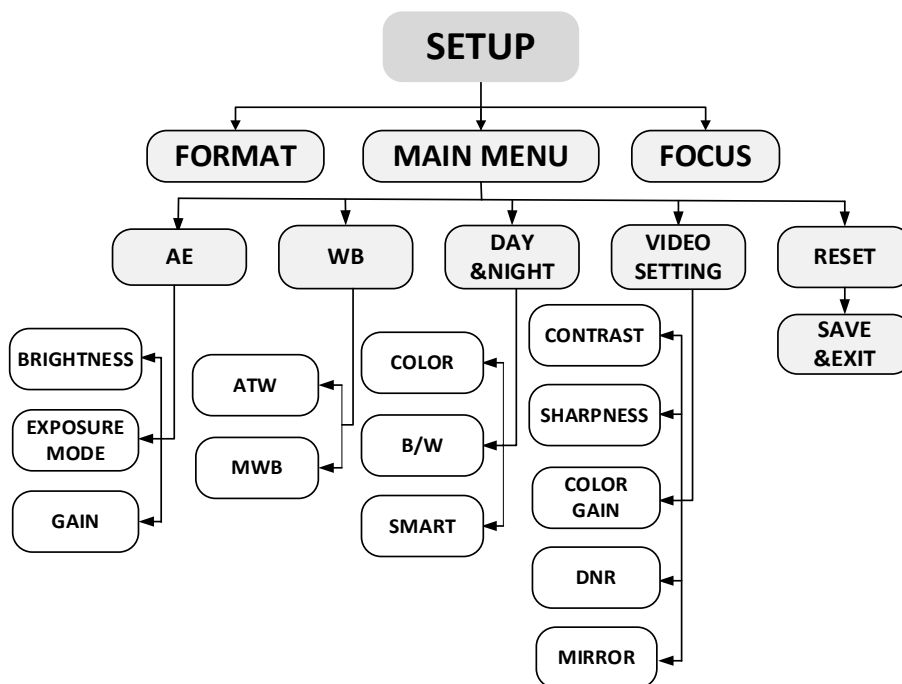 SETUP
FORMAT
MAIN MENU
FOCUS
AE
WB
DAY
&NIGHT
VIDEO
SETTING
RESET
SAVE
&EXIT
BRIGHTNESS
EXPOSURE
MODE
GAIN
ATW
MWB
COLOR
B/W
SMART
CONTRAST
SHARPNESS
COLOR
GAIN
DNR
MIRROR